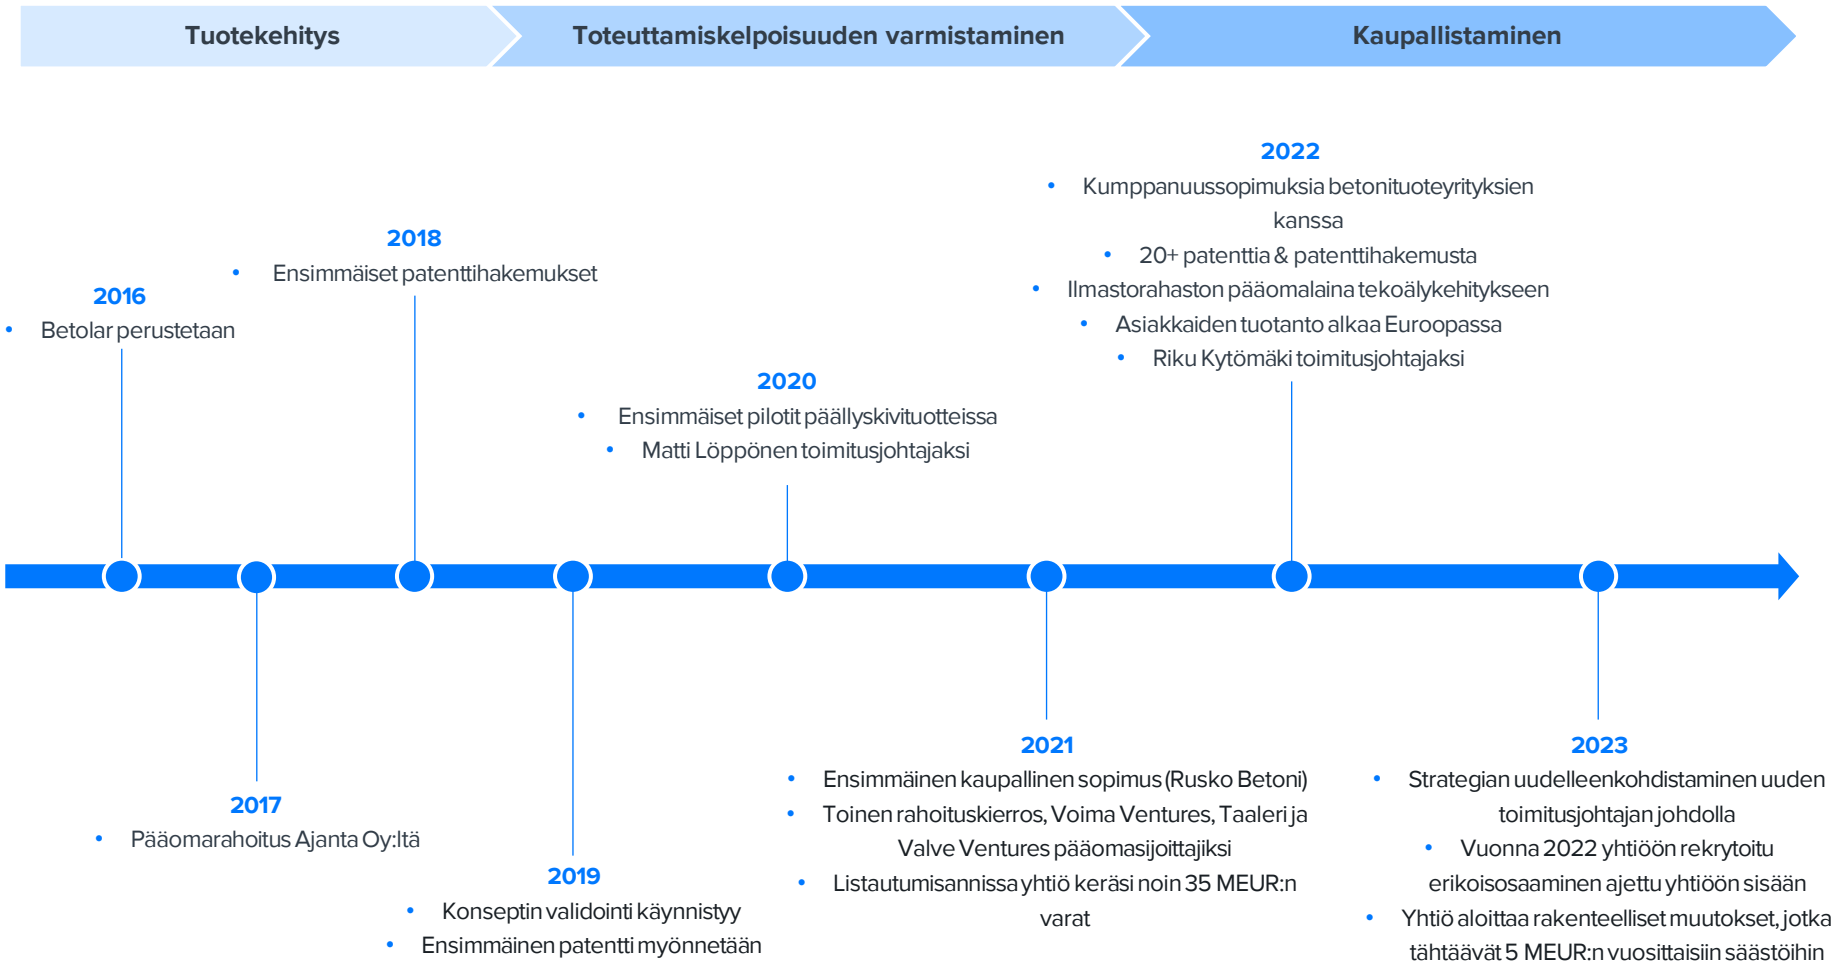 Tuotekehitys
Toteuttamiskelpoisuuden varmistaminen
Kaupallistaminen
2016
• Betolar perustetaan
2018
• Ensimmäiset patenttihakemukset
2020
• Ensimmäiset pilotit päällyskivituotteissa
• Matti Löppönen toimitusjohtajaksi
2022
• Kumppanuussopimuksia betonituoteyrityksien
kanssa
• 20+ patenttia & patenttihakemusta
• Ilmastorahaston pääomalaina tekoälykehitykseen
• Asiakkaiden tuotanto alkaa Euroopassa
• Riku Kytömäki toimitusjohtajaksi
2017
• Pääomarahoitus Ajanta Oy:ltä
2019
• Konseptin validointi käynnistyy
• Ensimmäinen patentti myönnetään
2021
• Ensimmäinen kaupallinen sopimus (Rusko Betoni)
• Toinen rahoituskierros, Voima Ventures, Taaleri ja
Valve Ventures pääomasijoittajiksi
• Listautumisannissa yhtiö keräsi noin 35 MEUR:n
varat
2023
• Strategian uudelleenkohdistaminen uuden
toimitusjohtajan johdolla
• Vuonna 2022 yhtiöön rekrytoitu
erikoisosaaminen ajettu yhtiöön sisään
• Yhtiö aloittaa rakenteelliset muutokset, jotka
tähtäävät 5 MEUR:n vuosittaisiin säästöihin